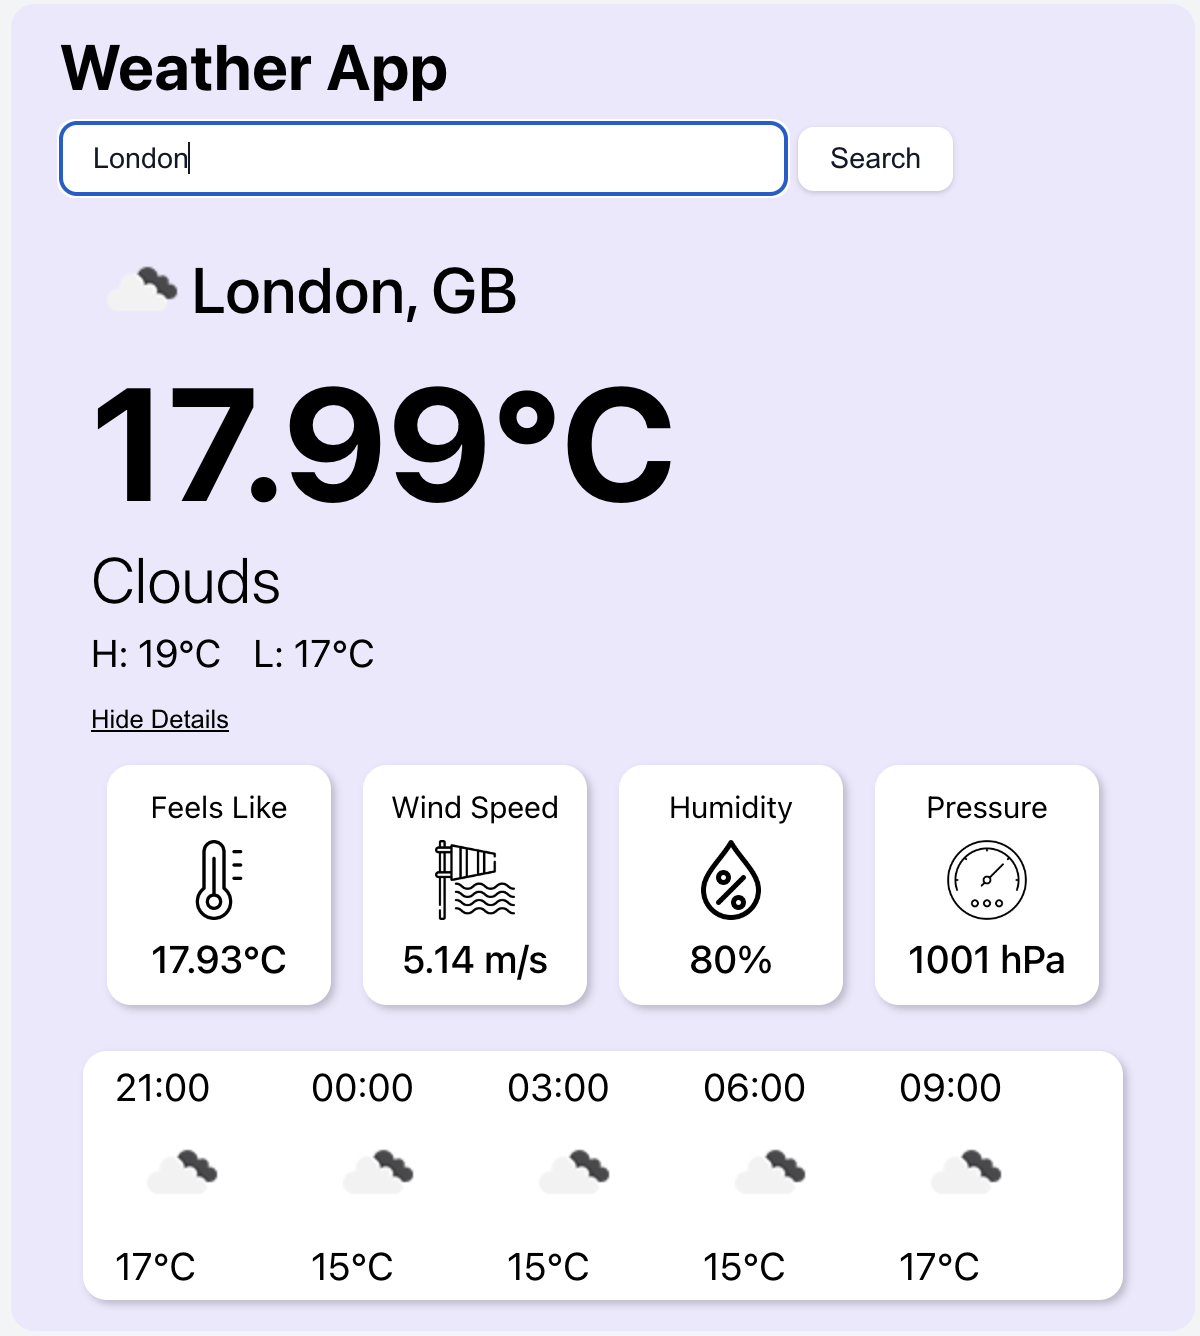 Weather App
London Search
London, GB
17.99°C
Clouds
H: 19°C L: 17°C
Hide Details
Feels Like Wind Speed Humidity Pressure
17.93°C 5.14 m/s 80% 1001 hPa
21:00 00:00 03:00 06:00 09:00
17°C 15°C 15°C 15°C 17°C